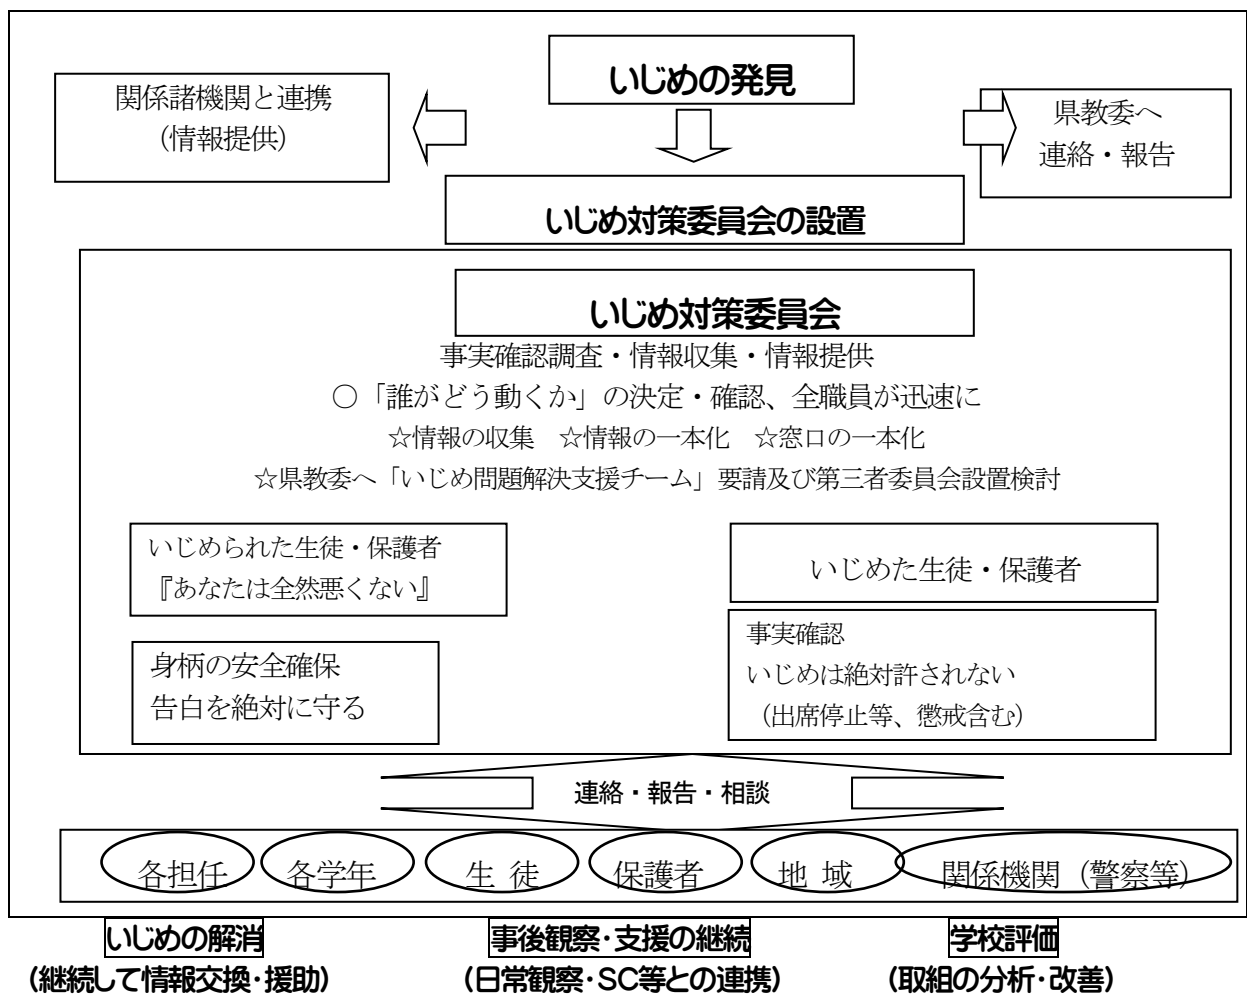 いじめの発見
関係諸機関と連携
（情報提供）
県教委へ
連絡・報告
いじめ対策委員会の設置
いじめ対策委員会
事実確認調査・情報収集・情報提供
○「誰がどう動くか」の決定・確認、全職員が迅速に
☆情報の収集　☆情報の一本化　☆窓口の一本化
☆県教委へ「いじめ問題解決支援チーム」要請及び第三者委員会設置検討
いじめられた生徒・保護者
『あなたは全然悪くない』
身柄の安全確保
告白を絶対に守る
いじめた生徒・保護者
事実確認
いじめは絶対許されない
（出席停止等、懲戒含む）
連絡・報告・相談
各担任　各学年　生 徒　保護者　地 域　関係機関（警察等）
いじめの解消　事後観察・支援の継続　学校評価
（継続して情報交換・援助）　（日常観察・SC等との連携）　（取組の分析・改善）